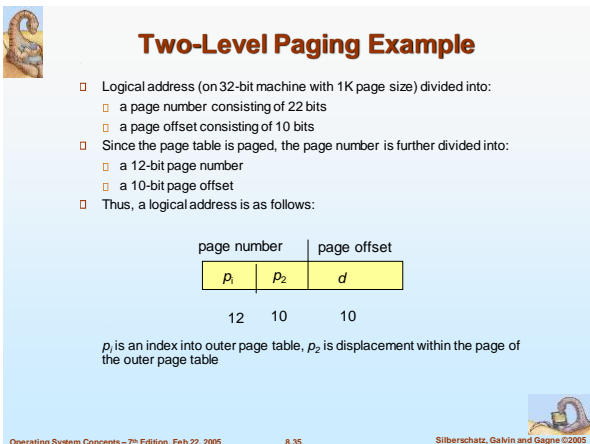 Two-Level Paging Example
Logical address (on 32-bit machine with 1K page size) divided into:
a page number consisting of 22 bits
a page offset consisting of 10 bits
Since the page table is paged, the page number is further divided into:
a 12-bit page number
a 10-bit page offset
Thus, a logical address is as follows:
page number page offset
pi p2 d
12 10 10
pi is an index into outer page table, p2 is displacement within the page of
the outer page table
Operating System Concepts – 7th Edition, Feb 22, 2005 8.35 Silberschatz, Galvin and Gagne ©2005